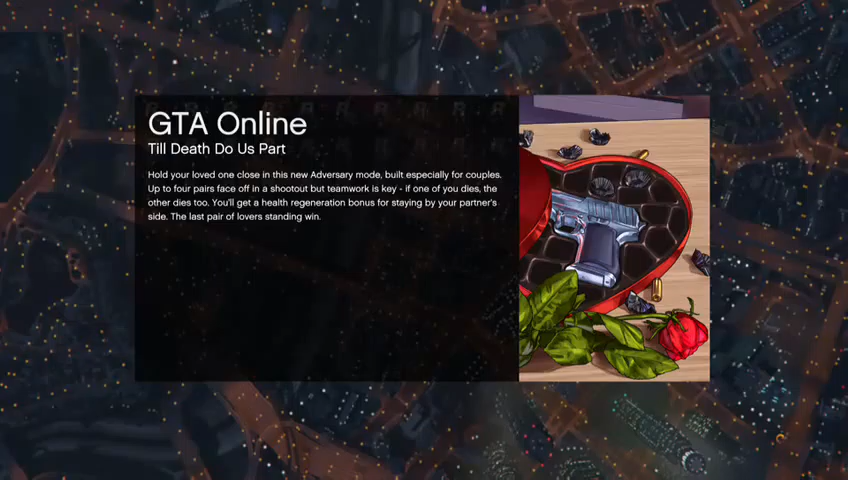 GTA Online
Till Death Do Us Part
Hold your loved one close in this new Adversary mode, built especially for couples.
Up to four pairs face off in a shootout but teamwork is key - if one of you dies, the
other dies too. You'll get a health regeneration bonus for staying by your partner's
side. The last pair of lovers standing win.